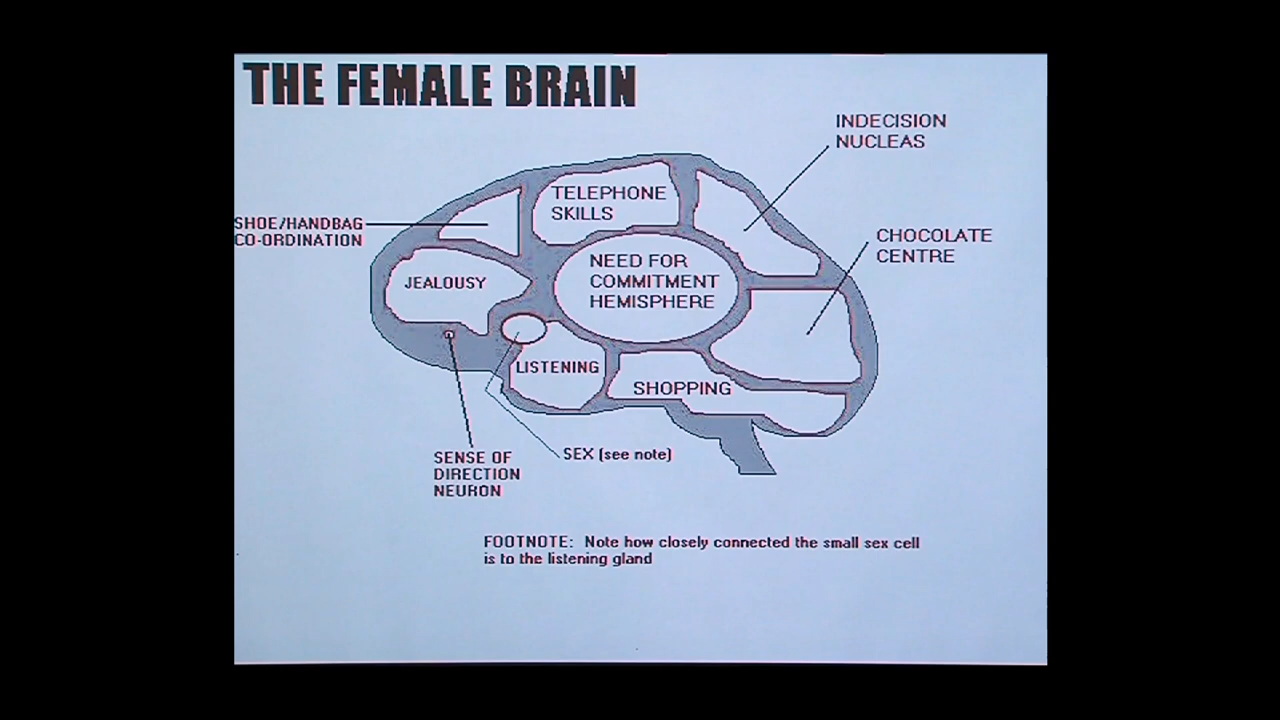 THE FEMALE BRAIN
INDECISION
NUCLEAS
TELEPHONE
SKILLS
SHOE/HANDBAG
CO-ORDINATION
CHOCOLATE
CENTRE
NEED FOR
COMMITMENT
HEMISPHERE
JEALOUSY
LISTENING
SHOPPING
SENSE OF
DIRECTION
NEURON
SEX (see note)
FOOTNOTE: Note how closely connected the small sex cell
is to the listening gland